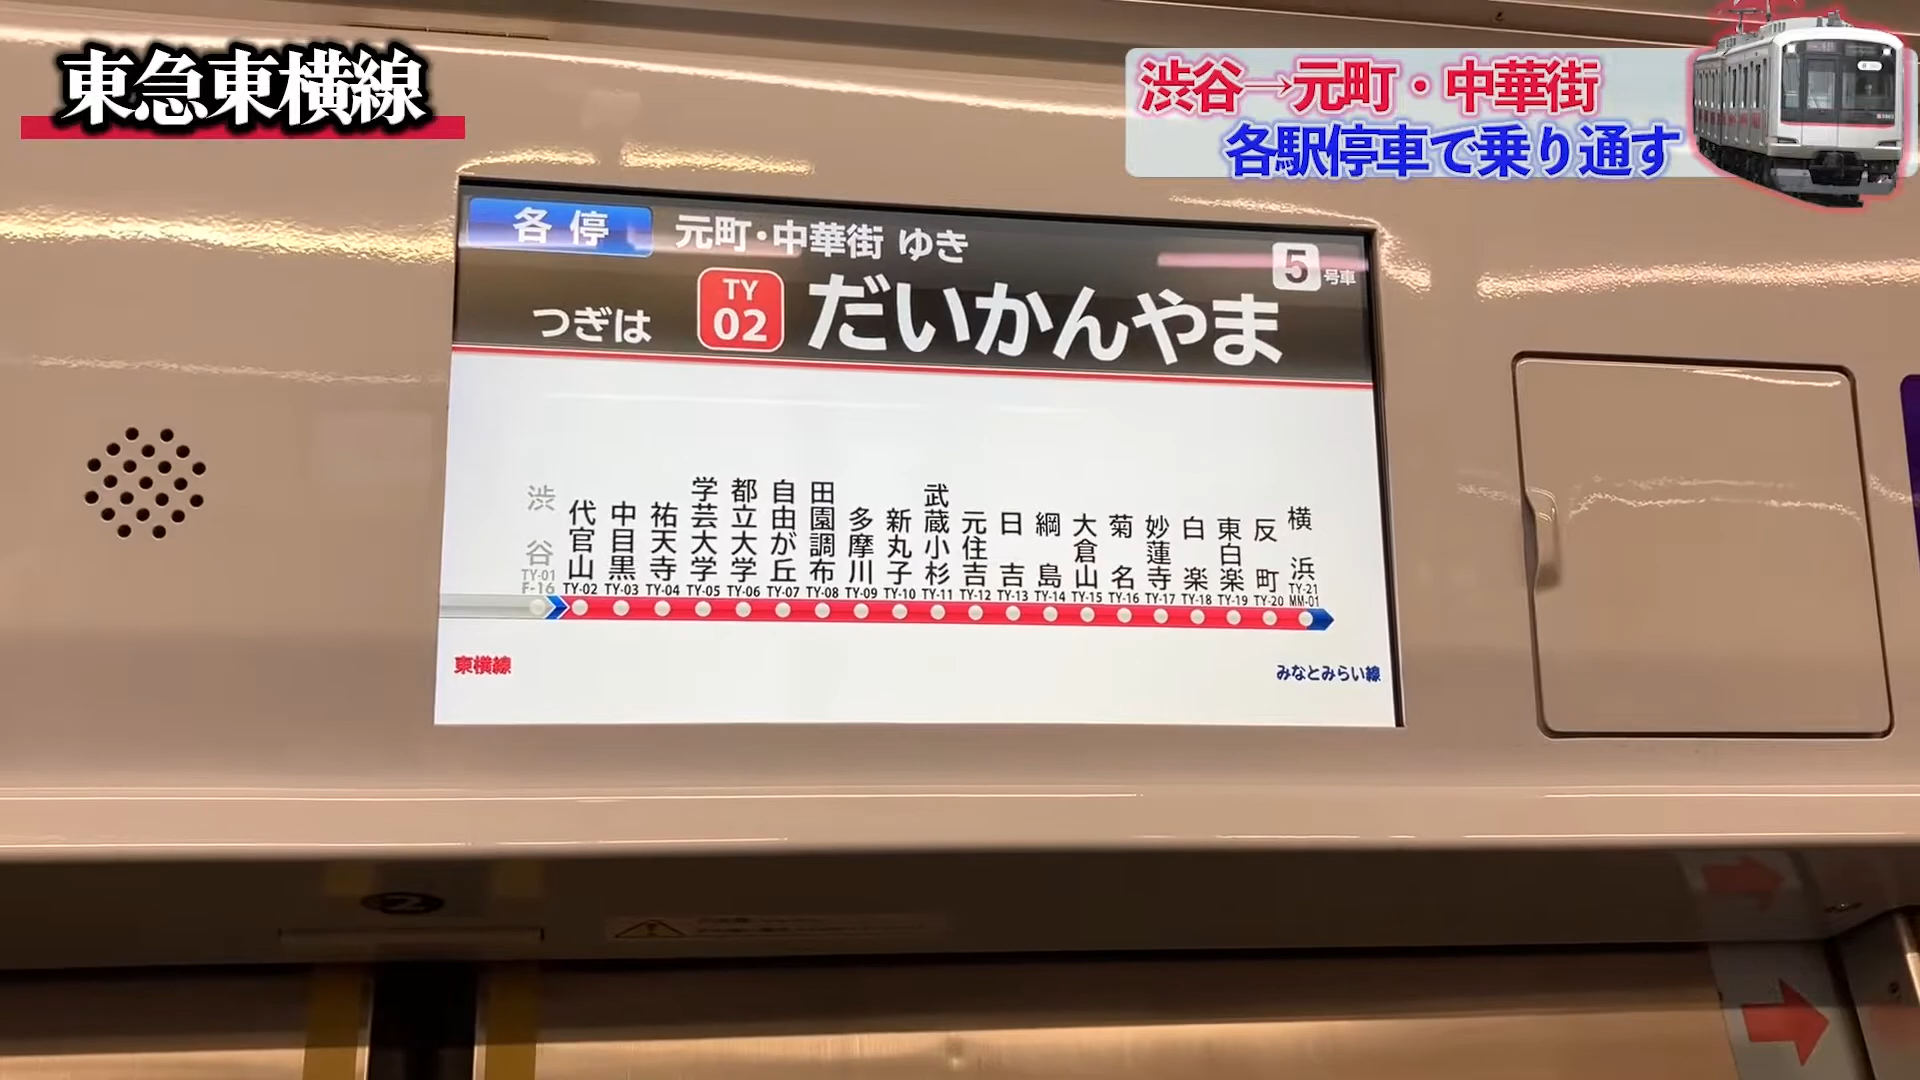 東急東横線
渋谷→元町・中華街
各駅停車で乗り通す
各停 元町・中華街 ゆき
5号車
つぎは TY 02 だいかんやま
渋谷 代官山 中目黒 祐天寺 学芸大学 都立大学 自由が丘 田園調布 多摩川 新丸子 武蔵小杉 元住吉 日吉 綱島 大倉山 菊名 妙蓮寺 白楽 東白楽 反町 横浜
TY-01 TY-21
F-16 TY-02 TY-03 TY-04 TY-05 TY-06 TY-07 TY-08 TY-09 TY-10 TY-11 TY-12 TY-13 TY-14 TY-15 TY-16 TY-17 TY-18 TY-19 TY-20 MM-01
東横線 みなとみらい線
2